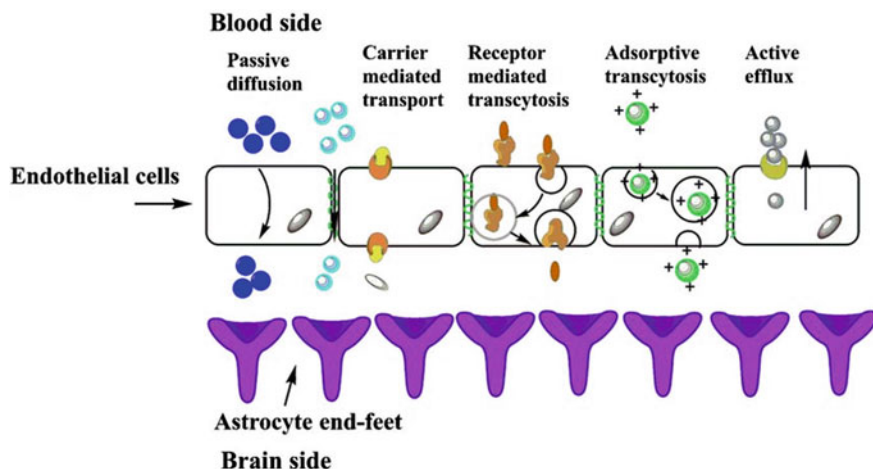 Blood side
Passive
diffusion
Carrier
mediated
transport
Receptor
mediated
transcytosis
Adsorptive
transcytosis
Active
efflux
+
+
+
+
Endothelial cells
+
+
+
+
+
+
+
+
+
+
+
Astrocyte end-feet
Brain side